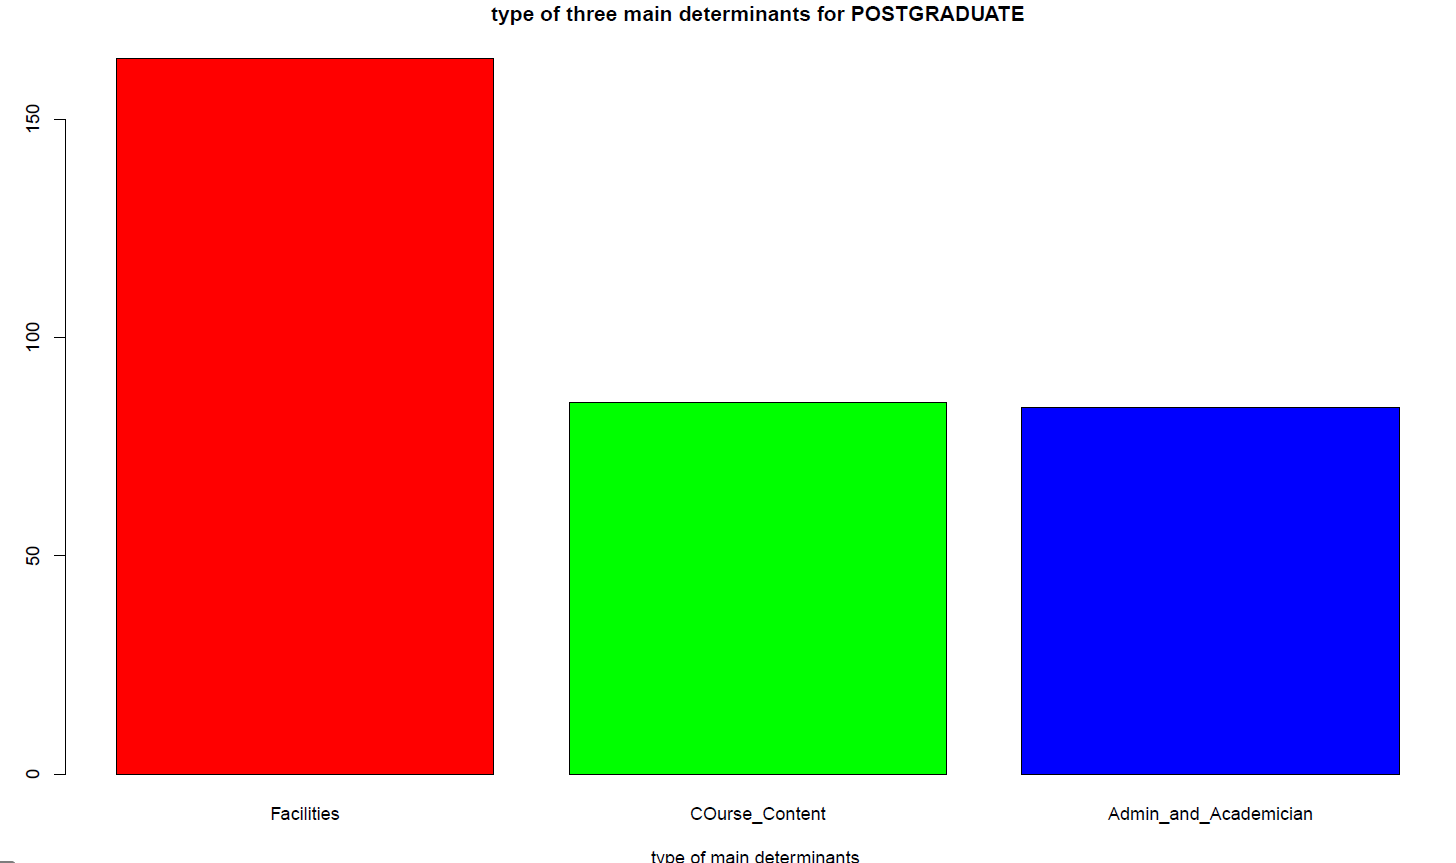 type of three main determinants for POSTGRADUATE
150
100
50
0
Facilities
COurse_Content
Admin_and_Academician
type of main determinants